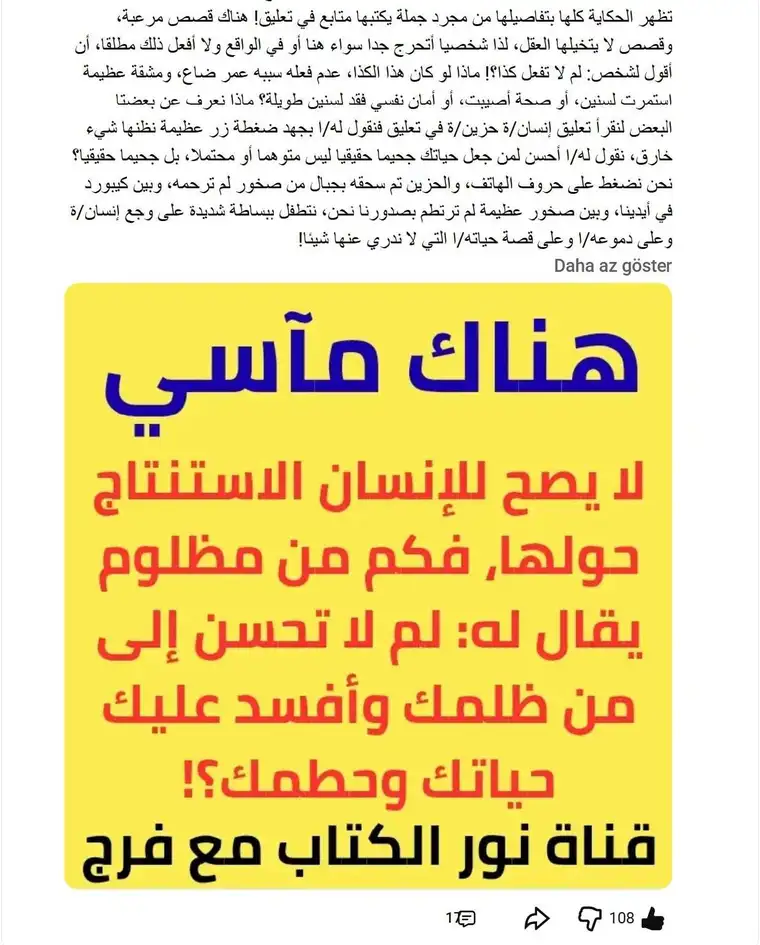 تظهر الحكاية كلها بتفاصيلها من مجرد جملة يكتبها متابع في تعليق! هناك قصص مرعبة،
وقصص لا يتخيلها العقل، لذا شخصيا أتحرج جدا سواء هنا أو في الواقع ولا أفعل ذلك مطلقا، أن
أقول لشخص: لم لا تفعل كذا؟! ماذا لو كان هذا الكذا، عدم فعله سببه عمر ضاع، ومشقة عظيمة
استمرت لسنين، أو صحة أصيبت، أو أمان نفسي فقد لسنين طويلة؟ ماذا نعرف عن بعضنا
البعض لنقرأ تعليق إنسان/ة حزين/ة في تعليق فنقول له/ا بجهد ضغطة زر عظيمة نظنها شيء
خارق، نقول له/ا أحسن لمن جعل حياتك جحيما حقيقيا ليس متوهما أو محتملا، بل جحيما حقيقيا؟
نحن نضغط على حروف الهاتف، والحزين تم سحقه بجبال من صخور لم ترحمه، وبين كيبورد
في أيدينا، وبين صخور عظيمة لم ترتطم بصدورنا نحن، نتطفل ببساطة شديدة على وجع إنسان/ة
وعلى دموعه/ا وعلى قصة حياته/ا التي لا ندري عنها شيئا!
Daha az göster
هناك مآسي
لا يصح للإنسان الاستنتاج
حولها، فكم من مظلوم
يقال له: لم لا تحسن إلى
من ظلمك وأفسد عليك
حياتك وحطمك؟!
قناة نور الكتاب مع فرج
108 17